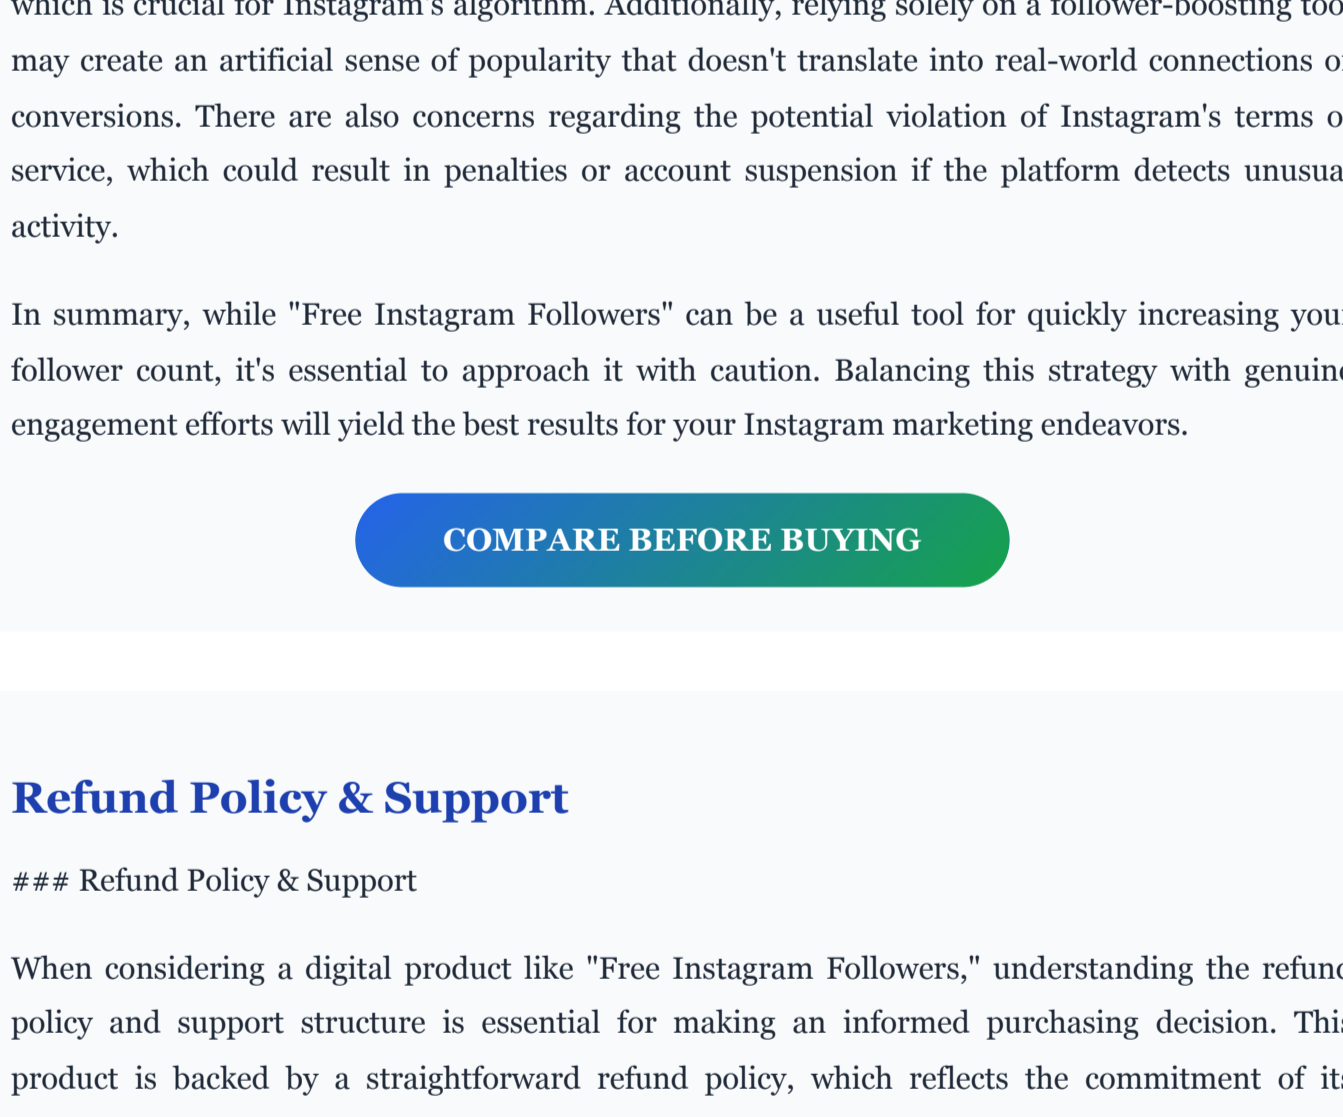 which is crucial for Instagram's algorithm. Additionally, relying solely on a follower-boosting too
may create an artificial sense of popularity that doesn't translate into real-world connections o
conversions. There are also concerns regarding the potential violation of Instagram's terms o
service, which could result in penalties or account suspension if the platform detects unusua
activity.
In summary, while "Free Instagram Followers" can be a useful tool for quickly increasing you
follower count, it's essential to approach it with caution. Balancing this strategy with genuin
engagement efforts will yield the best results for your Instagram marketing endeavors.
COMPARE BEFORE BUYING
Refund Policy & Support
### Refund Policy & Support
When considering a digital product like "Free Instagram Followers," understanding the refun
policy and support structure is essential for making an informed purchasing decision. This
product is backed by a straightforward refund policy, which reflects the commitment of its